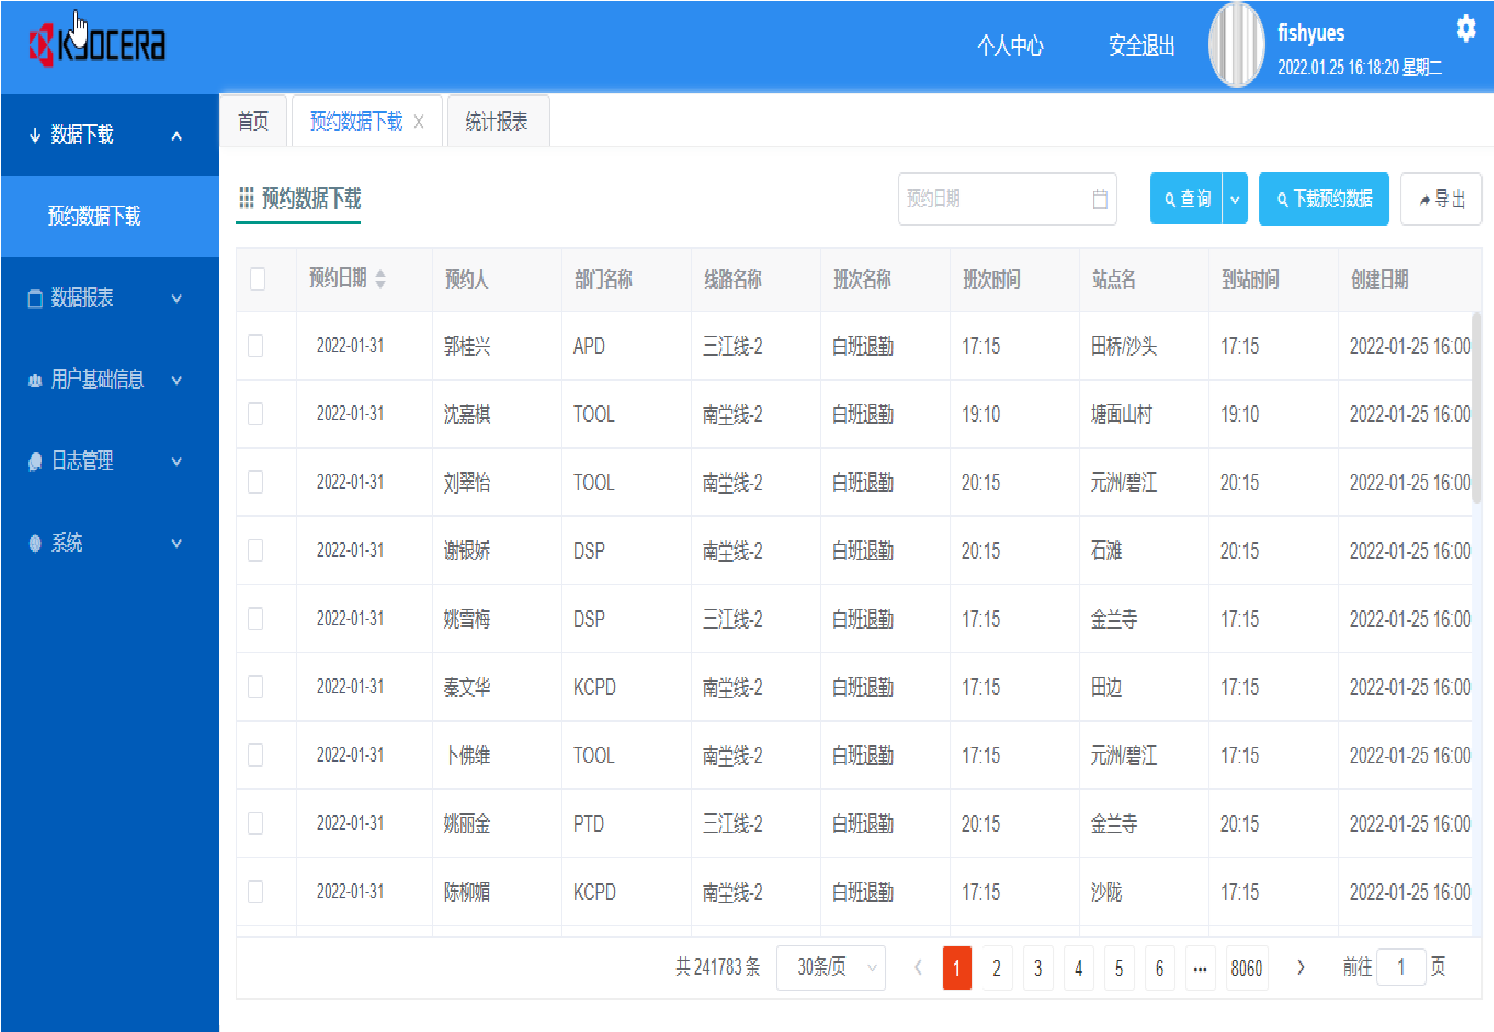 KYOCERA
个人中心 安全退出 fishyues
2022.01.25 16:18:20 星期二
数据下载
预约数据下载
数据报表
用户基础信息
日志管理
系统
首页 预约数据下载 X 统计报表
预约数据下载 预约日期 查询 下载预约数据 导出
预约日期 预约人 部门名称 线路名称 班次名称 班次时间 站点名 到站时间 创建日期
2022-01-31 郭桂兴 APD 三江线-2 白班退勤 17:15 田桥/沙头 17:15 2022-01-25 16:00
2022-01-31 沈嘉棋 TOOL 南坣线-2 白班退勤 19:10 塘面山村 19:10 2022-01-25 16:00
2022-01-31 刘翠怡 TOOL 南坣线-2 白班退勤 20:15 元洲/碧江 20:15 2022-01-25 16:00
2022-01-31 谢银娇 DSP 南坣线-2 白班退勤 20:15 石滩 20:15 2022-01-25 16:00
2022-01-31 姚雪梅 DSP 三江线-2 白班退勤 17:15 金兰寺 17:15 2022-01-25 16:00
2022-01-31 秦文华 KCPD 南坣线-2 白班退勤 17:15 田边 17:15 2022-01-25 16:00
2022-01-31 卜佛维 TOOL 南坣线-2 白班退勤 17:15 元洲/碧江 17:15 2022-01-25 16:00
2022-01-31 姚丽金 PTD 三江线-2 白班退勤 20:15 金兰寺 20:15 2022-01-25 16:00
2022-01-31 陈柳媚 KCPD 南坣线-2 白班退勤 17:15 沙陇 17:15 2022-01-25 16:00
共 241783 条 30条/页 1 2 3 4 5 6 ··· 8060 前往 1 页